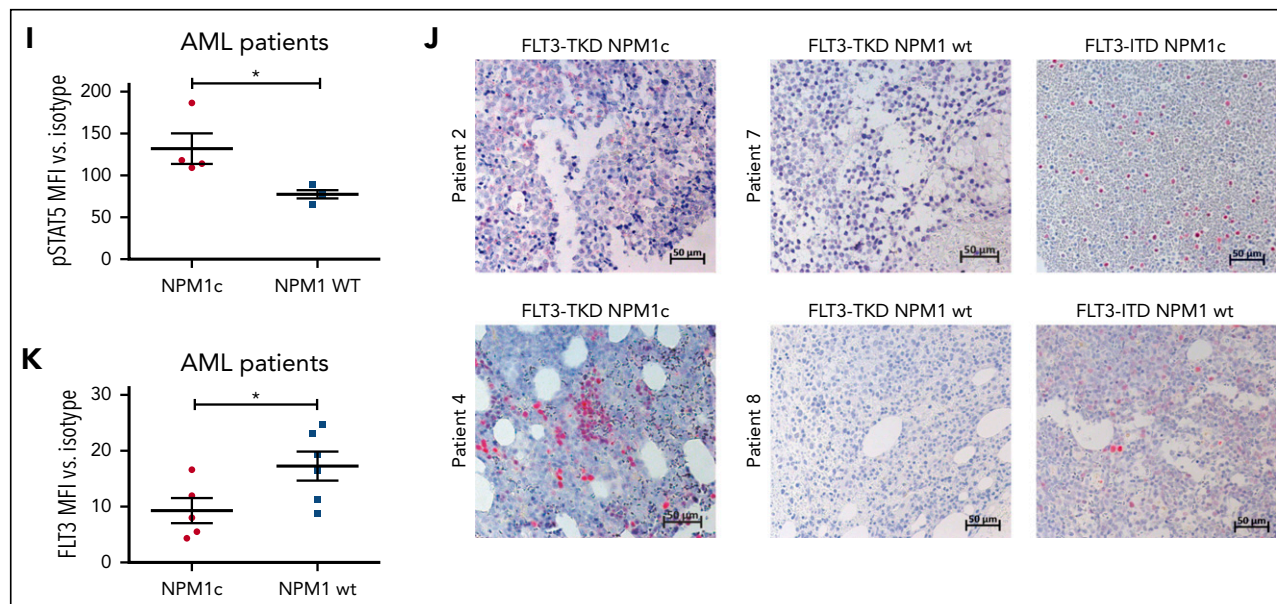 I
AML patients
*
pSTAT5 MFI vs. isotype
200
150
100
50
0
NPM1c
NPM1 WT
J
FLT3-TKD NPM1c
FLT3-TKD NPM1 wt
FLT3-ITD NPM1c
Patient 2
50 µm
Patient 7
50 µm
50 µm
FLT3-TKD NPM1c
FLT3-TKD NPM1 wt
FLT3-ITD NPM1 wt
Patient 4
50 µm
Patient 8
50 µm
50 µm
K
AML patients
*
FLT3 MFI vs. isotype
30
20
10
0
NPM1c
NPM1 wt